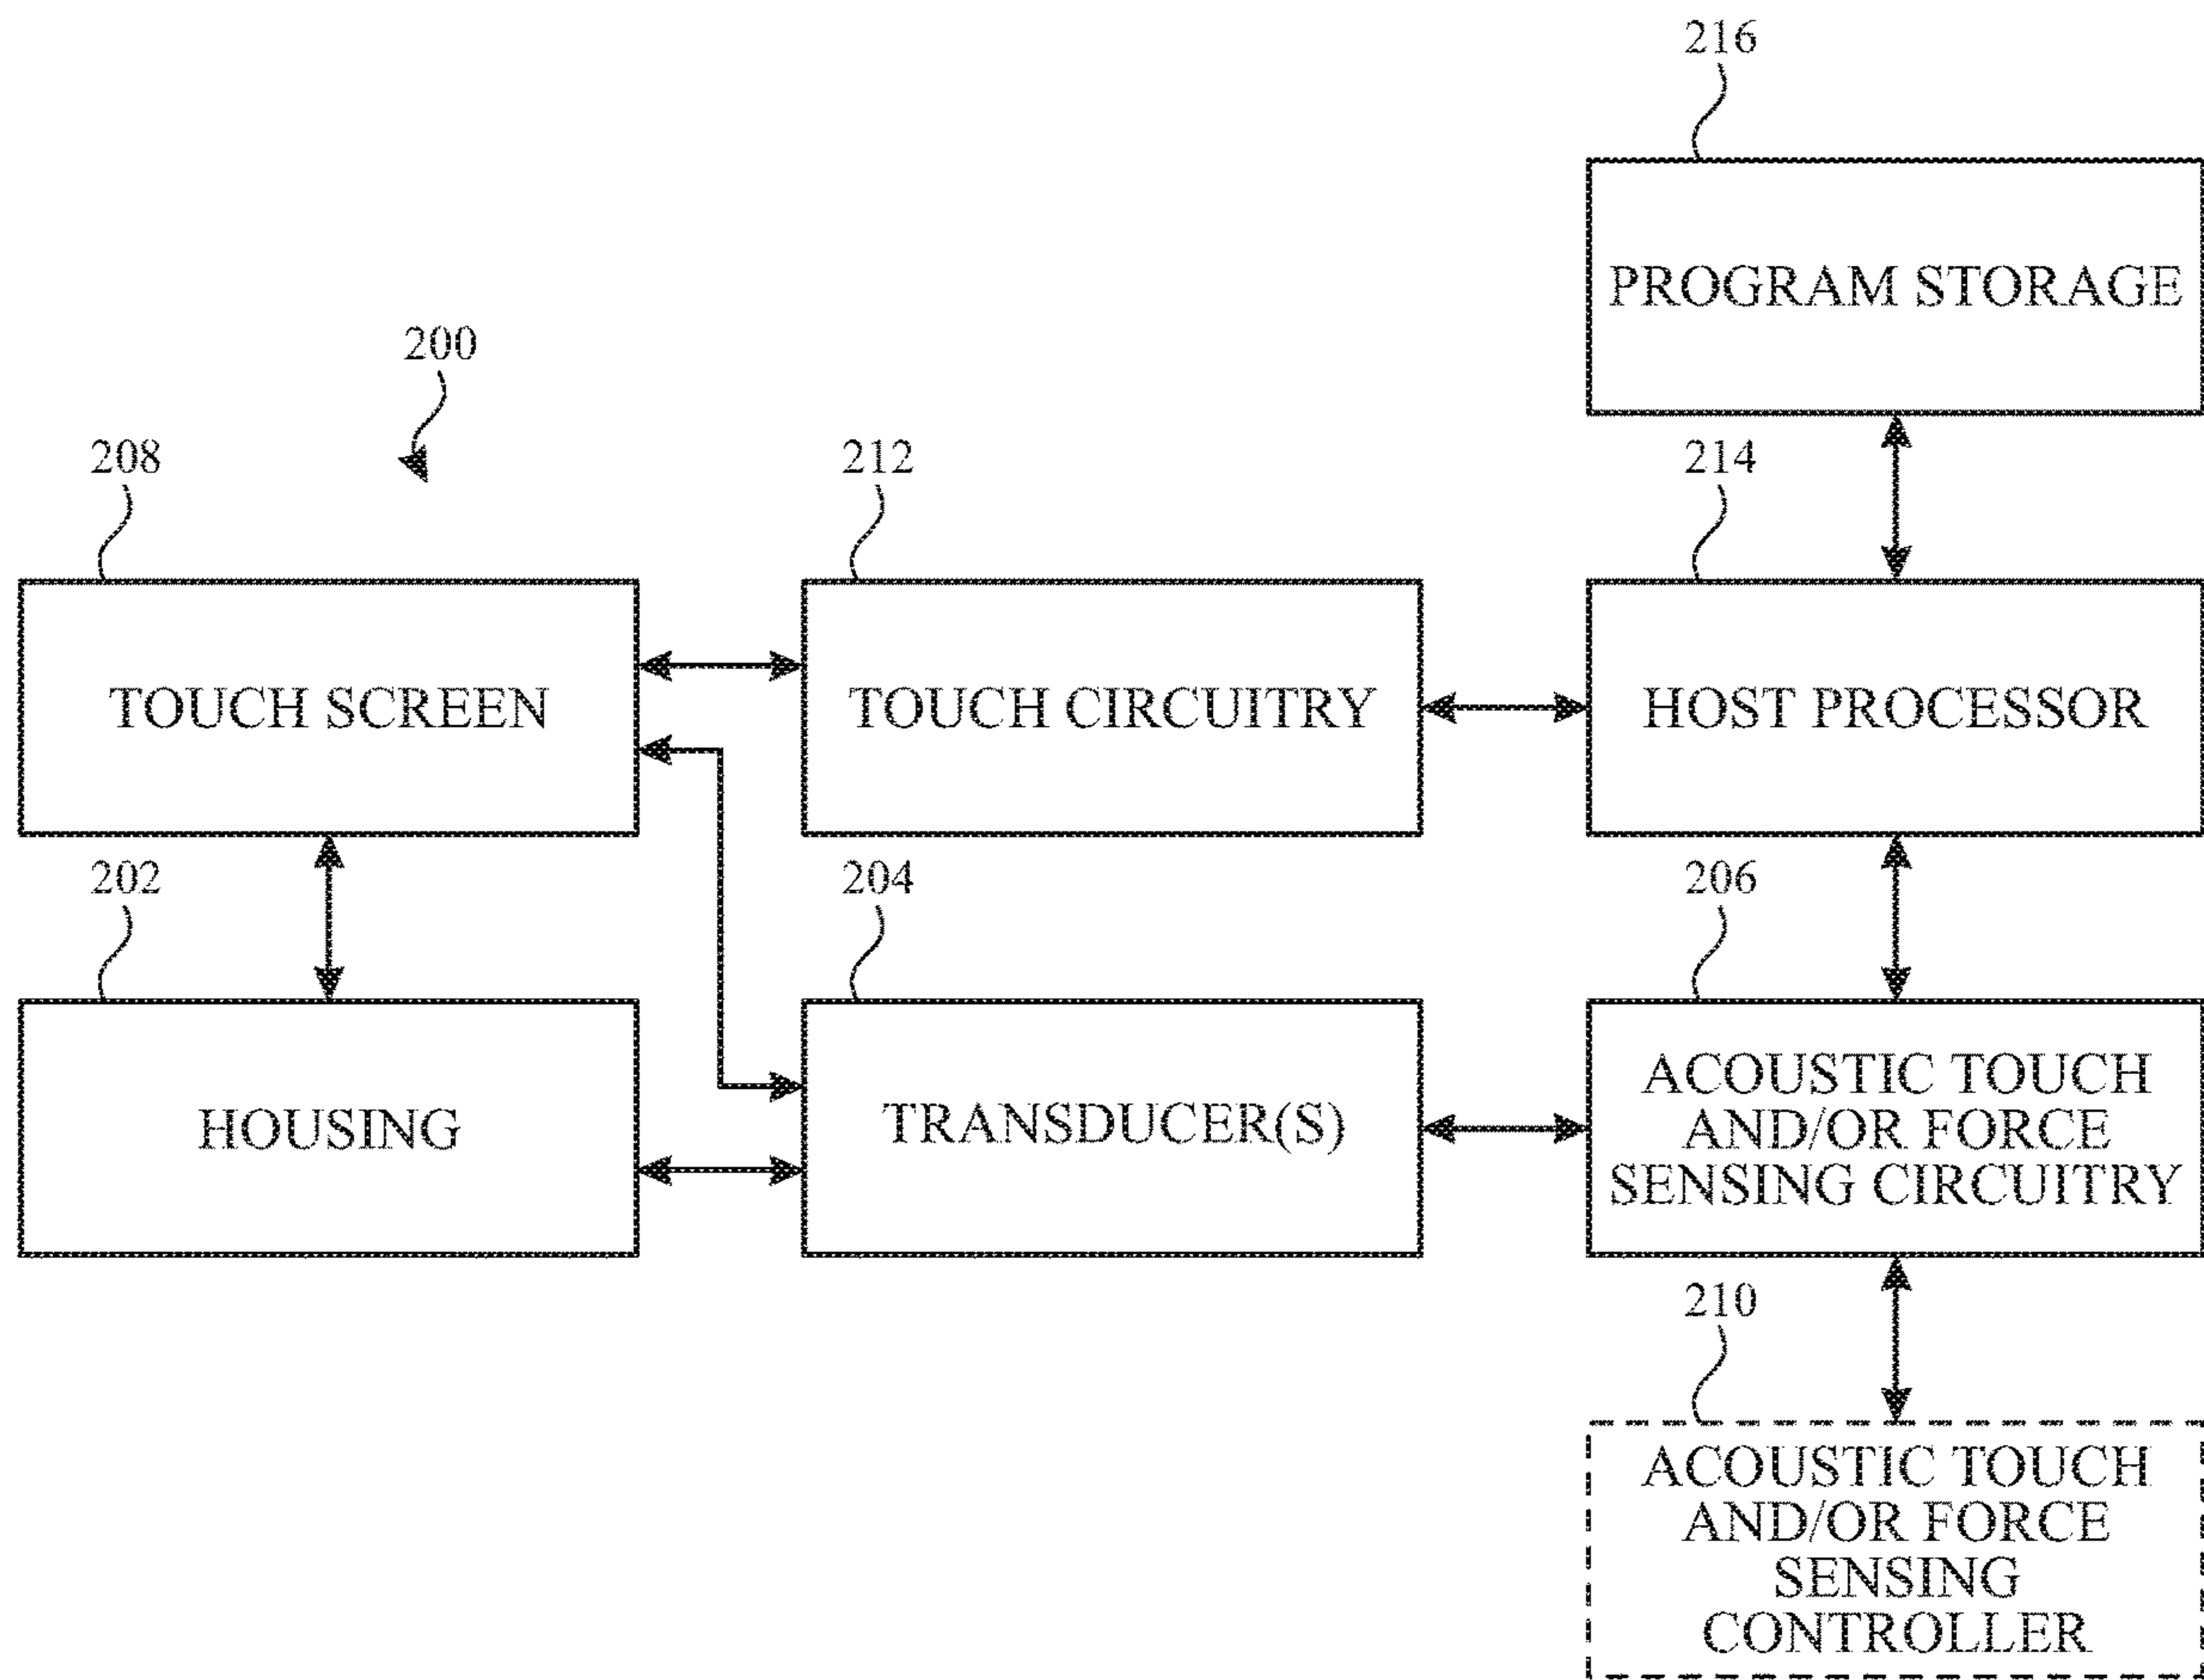 216
PROGRAM STORAGE
200
208
212
214
TOUCH SCREEN
TOUCH CIRCUITRY
HOST PROCESSOR
202
204
206
HOUSING
TRANSDUCER(S)
ACOUSTIC TOUCH
AND/OR FORCE
SENSING CIRCUITRY
210
ACOUSTIC TOUCH
AND/OR FORCE
SENSING
CONTROLLER